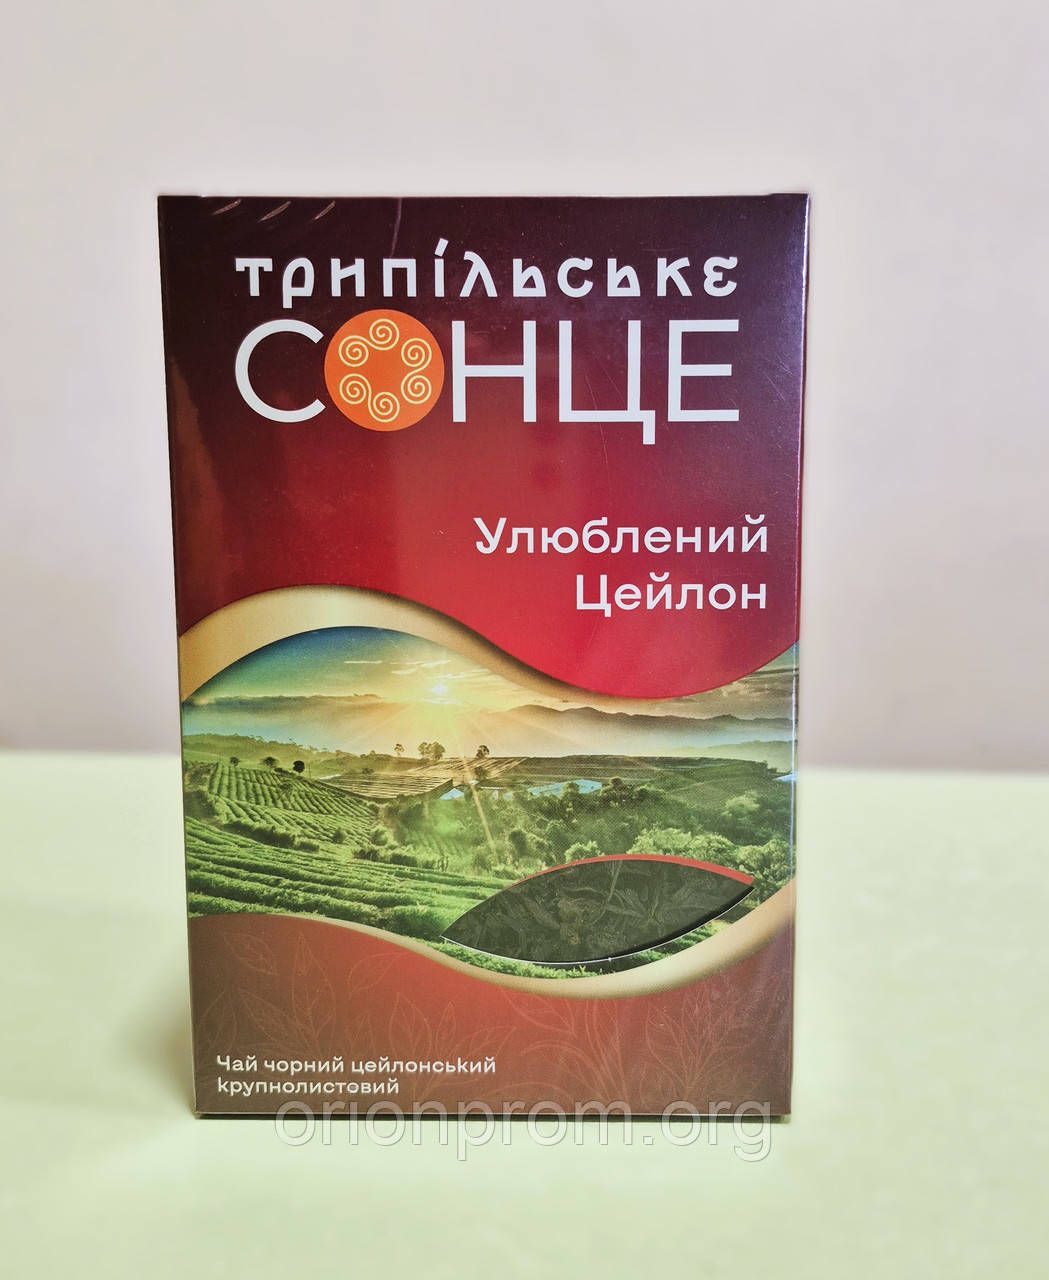 трипільське
СОНЦЕ
Улюблений
Цейлон
Чай чорний цейлонський
крупнолистовий
orionprom.org